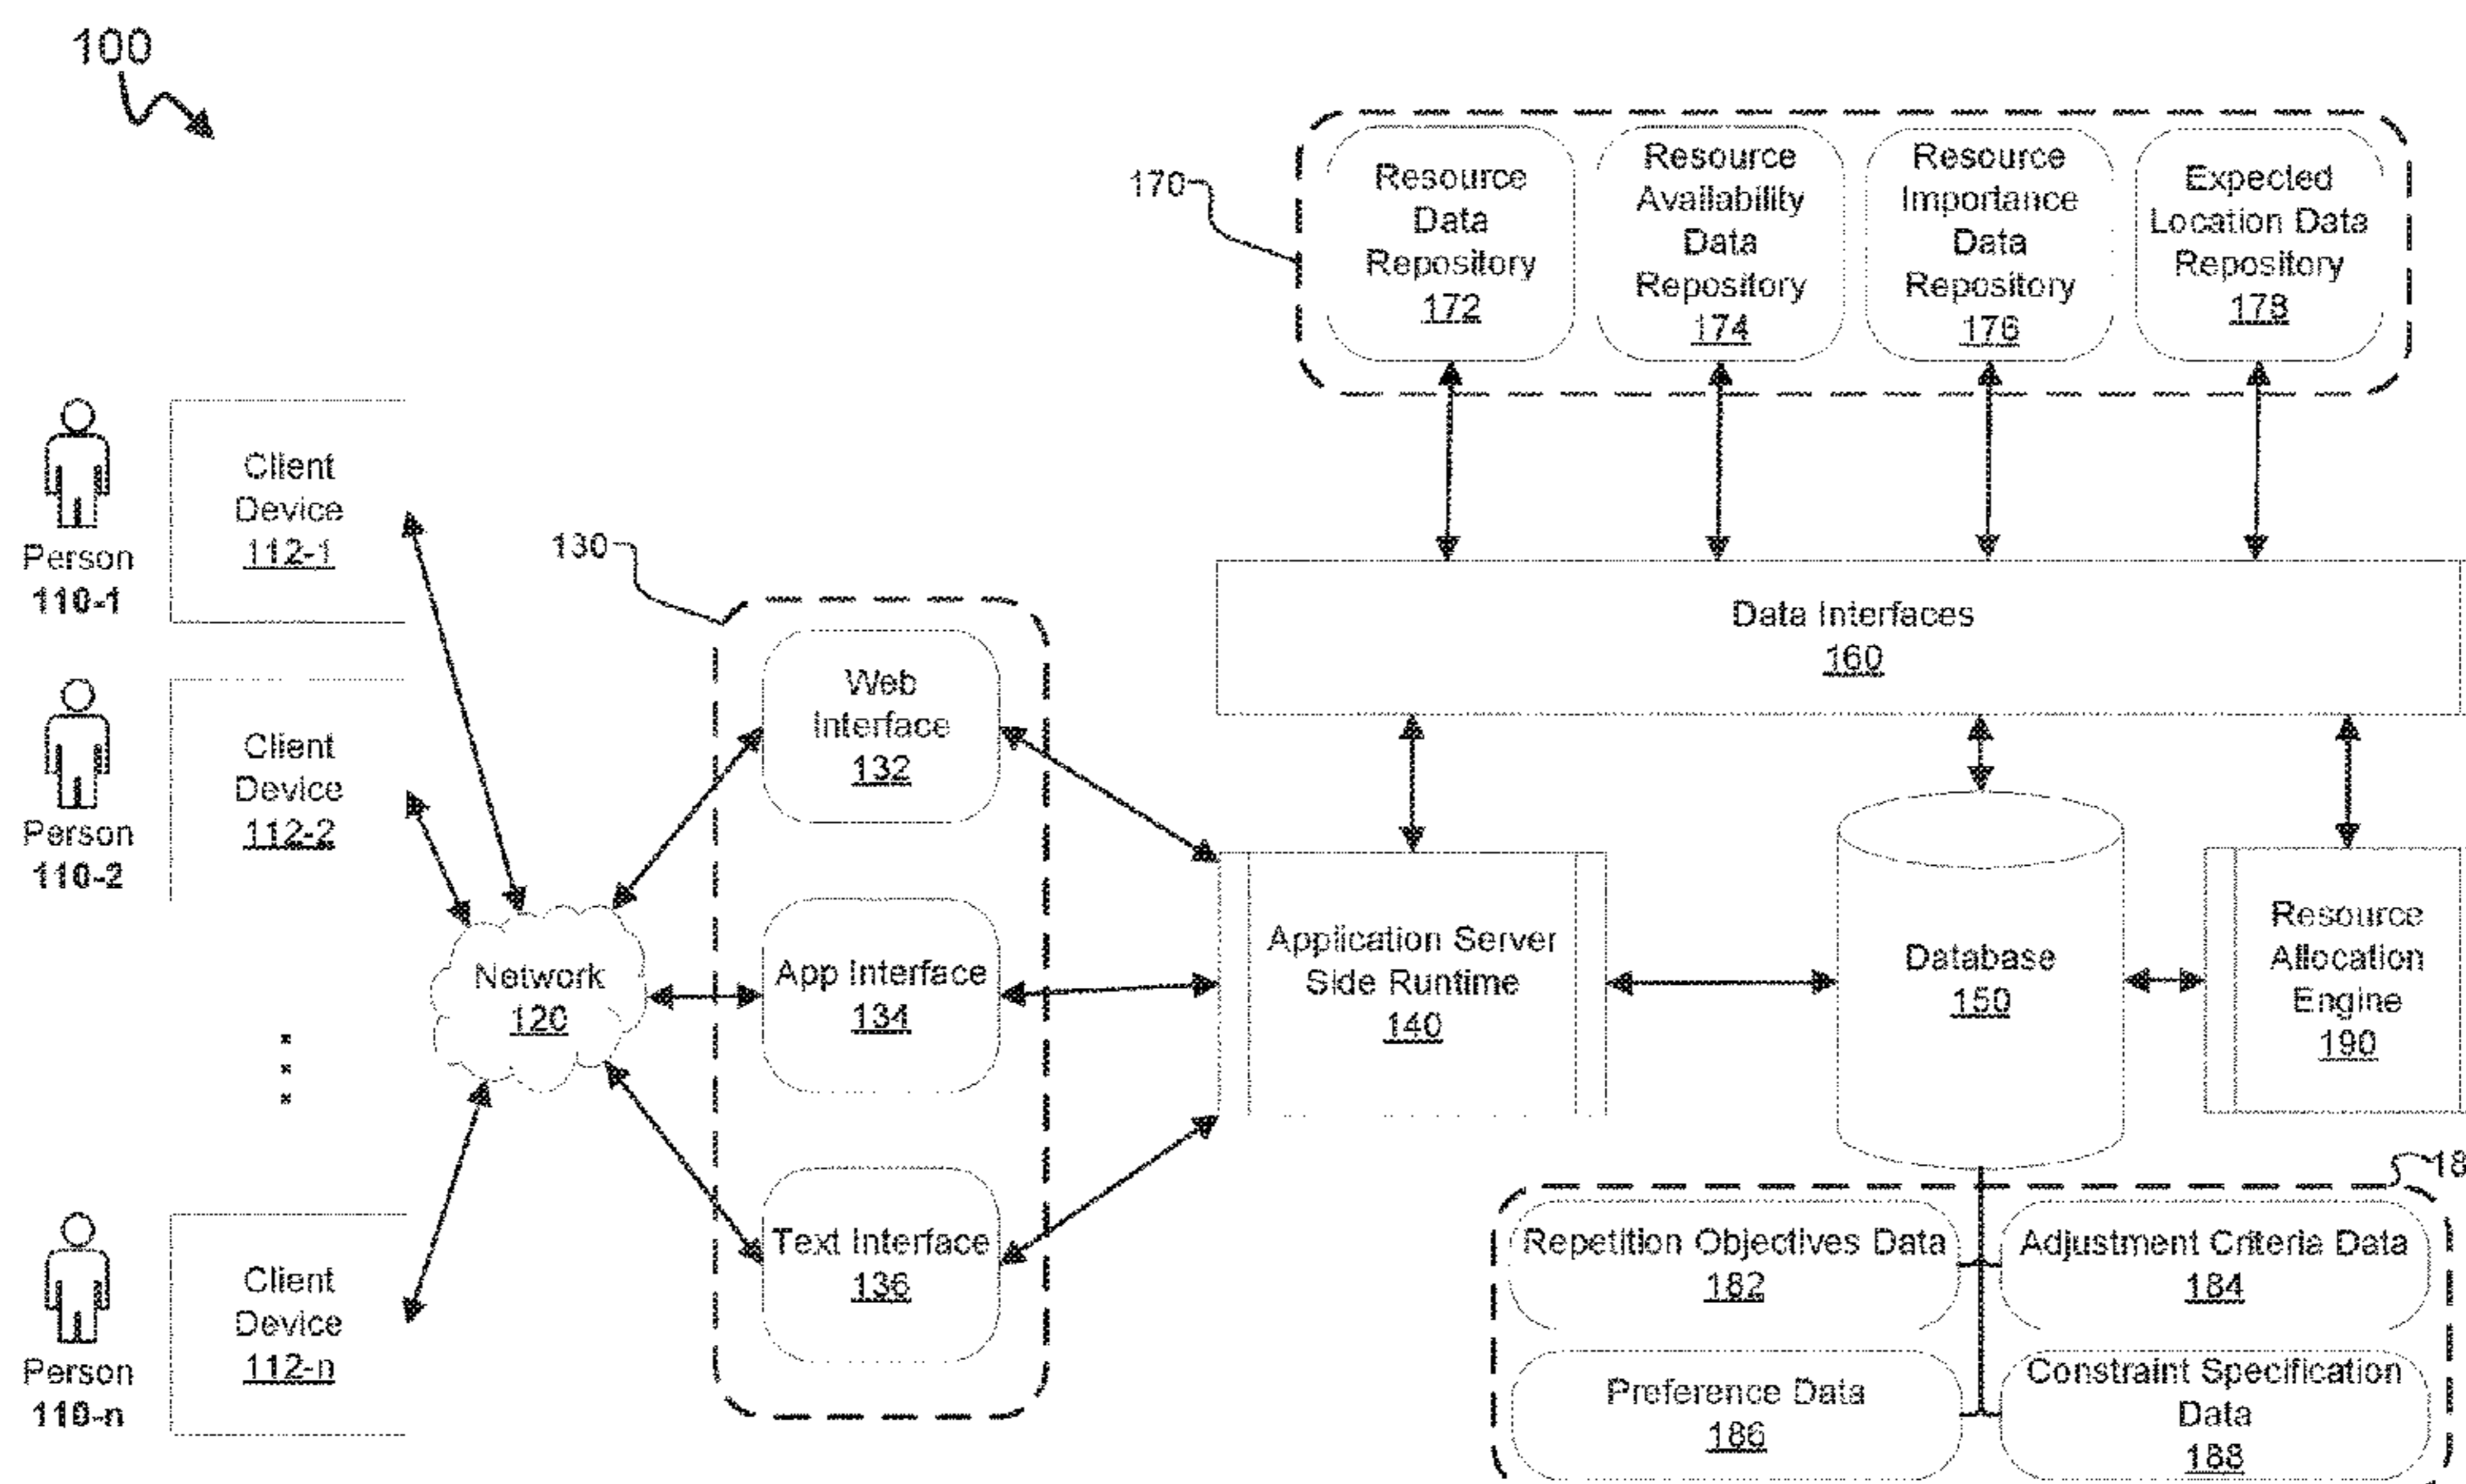 100
170
Resource
Data
Repository
172
Resource
Availability
Data
Repository
174
Resource
Importance
Data
Repository
176
Expected
Location Data
Repository
178
Client
Device
112-1
Person
110-1
130
Data Interfaces
160
Web
Interface
132
Client
Device
112-2
Person
110-2
Network
120
App Interface
134
Application Server
Side Runtime
140
Database
150
Resource
Allocation
Engine
190
18
Text Interface
136
Repetition Objectives Data
182
Adjustment Criteria Data
184
Client
Device
112-n
Person
110-n
Preference Data
186
Constraint Specification
Data
188